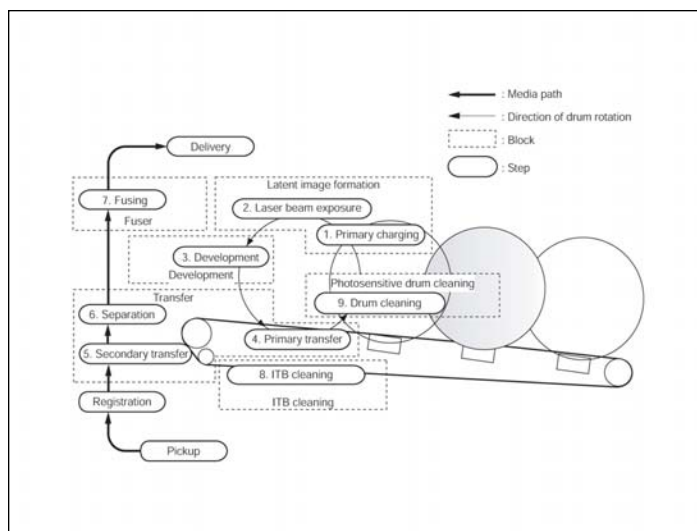 : Media path
: Direction of drum rotation
: Block
: Step
Delivery
Latent image formation
7. Fusing
2. Laser beam exposure
Fuser
1. Primary charging
3. Development
Development
Photosensitive drum cleaning
Transfer
9. Drum cleaning
6. Separation
4. Primary transfer
5. Secondary transfer
8. ITB cleaning
Registration
ITB cleaning
Pickup